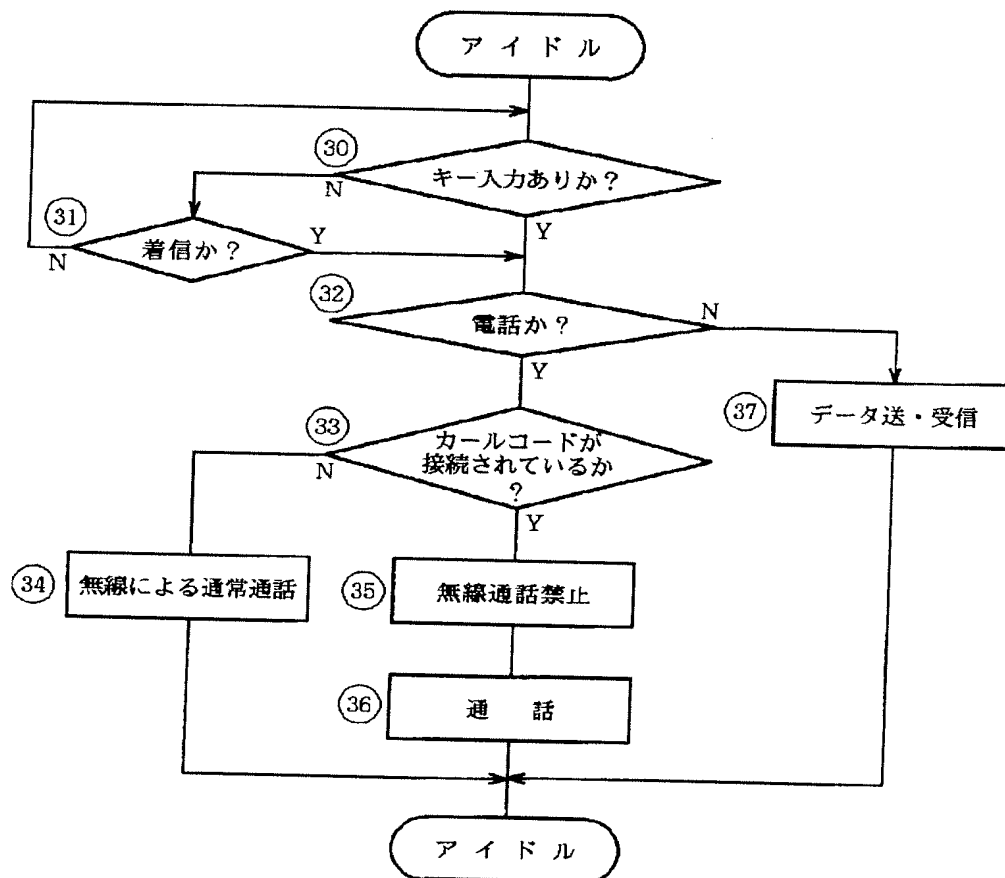 アイドル
30
キー入力ありか？
N
Y
31
着信か？
Y
N
32
電話か？
N
Y
37
データ送・受信
33
カールコードが
接続されているか
？
N
Y
34
無線による通常通話
35
無線通話禁止
36
通話
アイドル